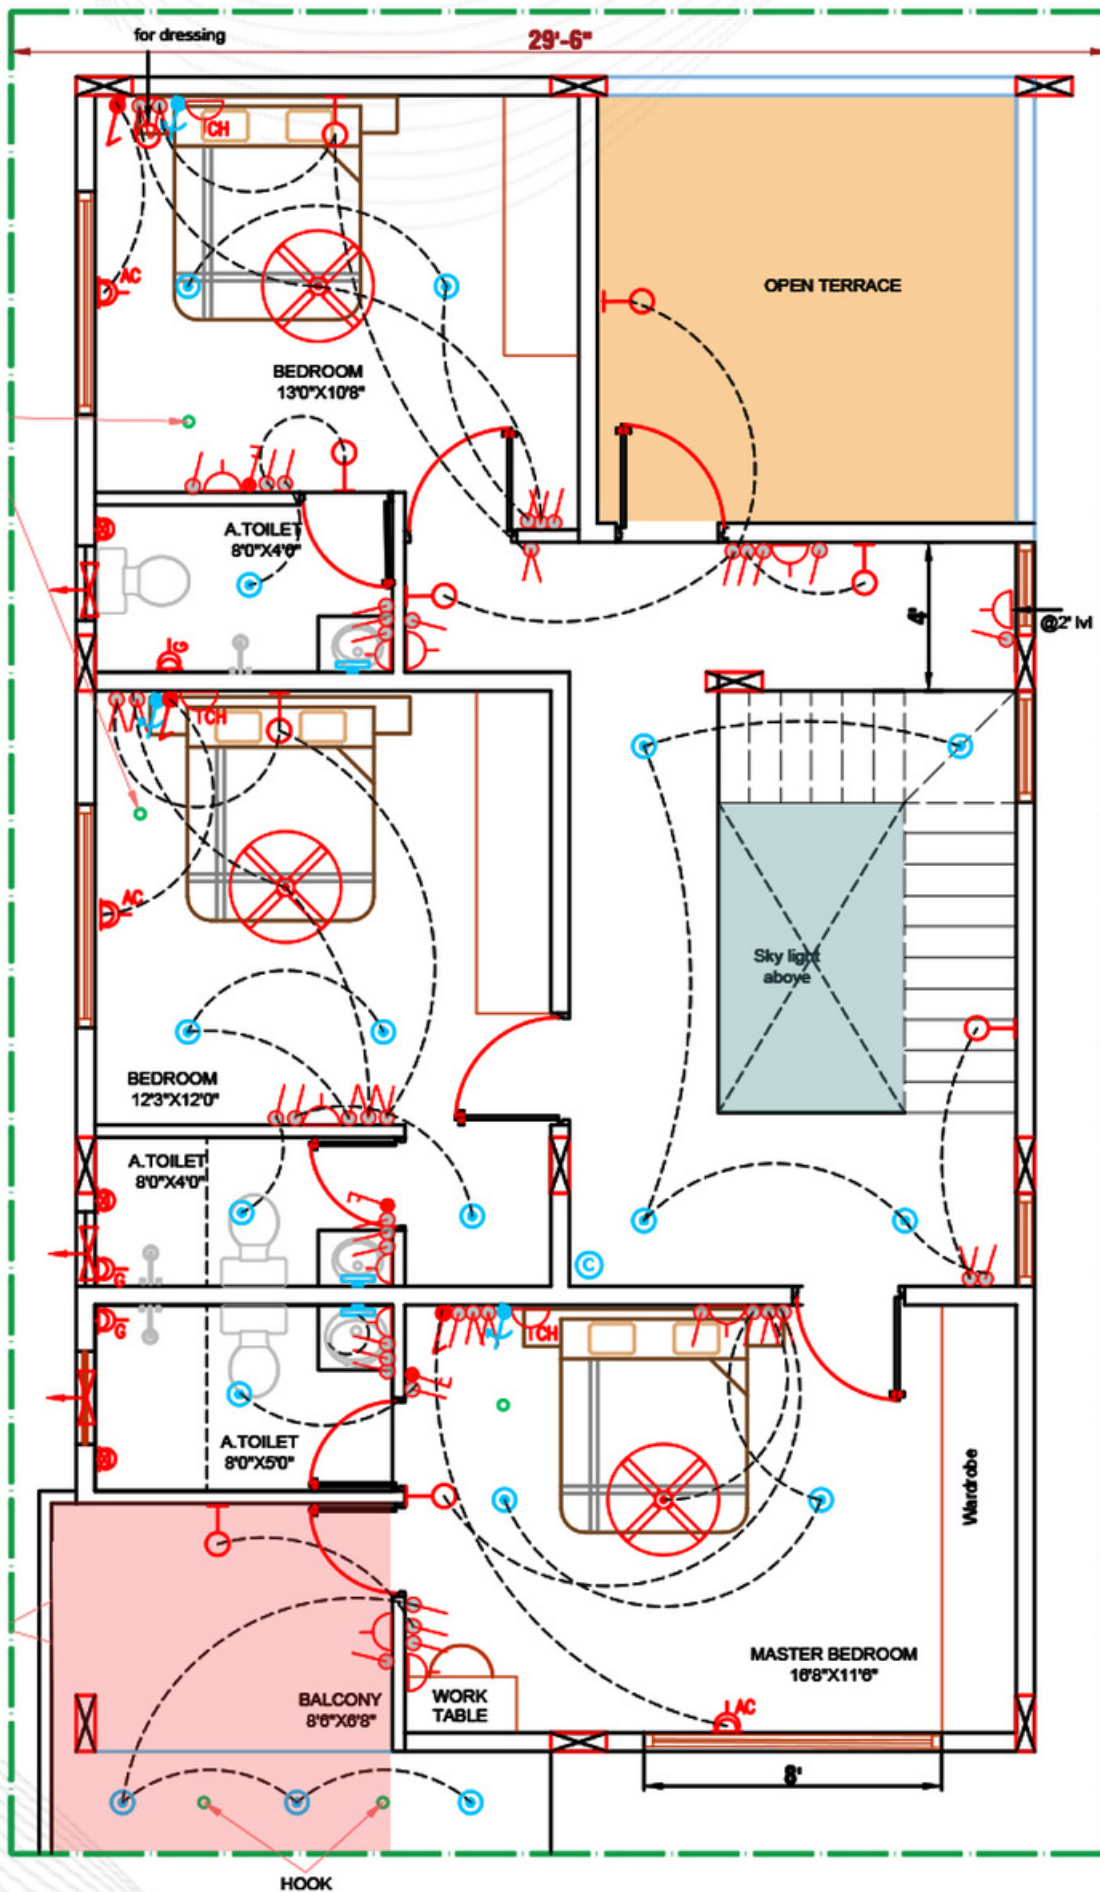 for dressing
29'-6"
CH
AC
OPEN TERRACE
BEDROOM
13'0"X10'8"
A.TOILET
8'0"X4'6"
4'
@2' lvl
G
TCH
AC
Sky light
above
BEDROOM
12'3"X12'0"
A.TOILET
8'0"X4'0"
G
C
G
TCH
A.TOILET
8'0"X5'0"
Wardrobe
MASTER BEDROOM
16'8"X11'6"
BALCONY
8'6"X6'8"
WORK
TABLE
AC
8'
HOOK